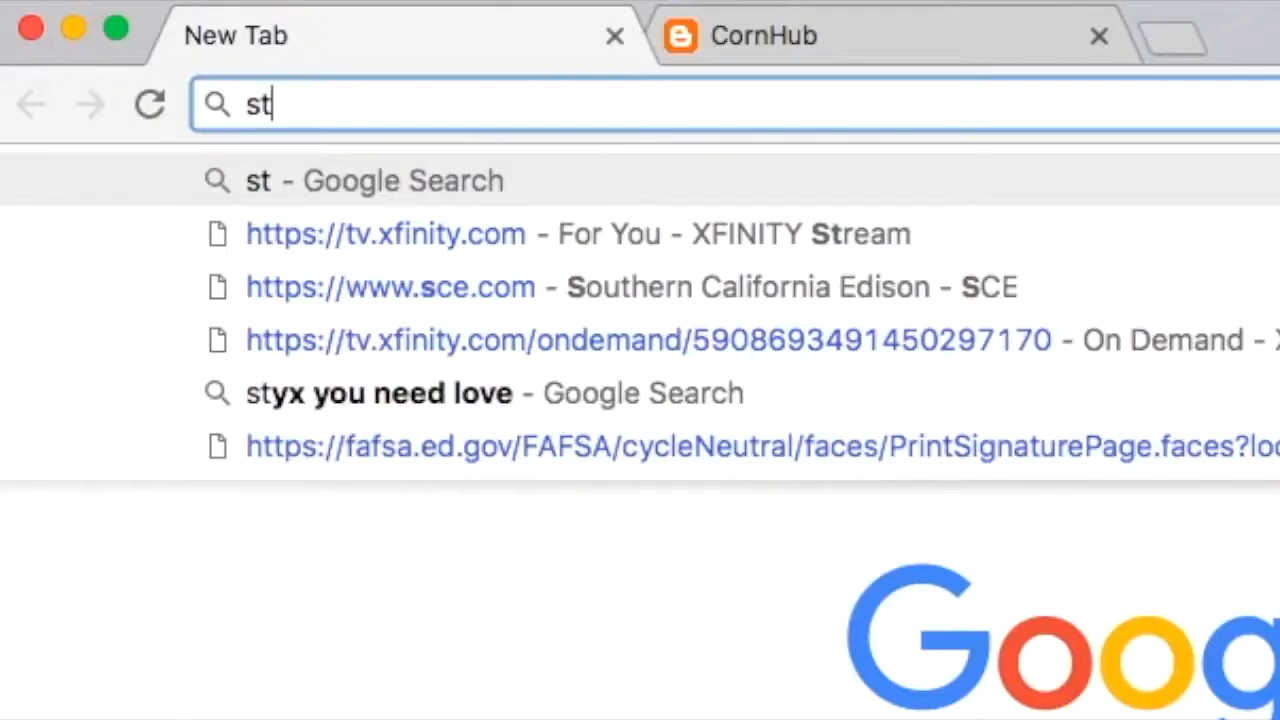 New Tab
CornHub
st
st - Google Search
https://tv.xfinity.com - For You - XFINITY Stream
https://www.sce.com - Southern California Edison - SCE
https://tv.xfinity.com/ondemand/5908693491450297170 - On Demand -
styx you need love - Google Search
https://fafsa.ed.gov/FAFSA/cycleNeutral/faces/PrintSignaturePage.faces?loc
Goog